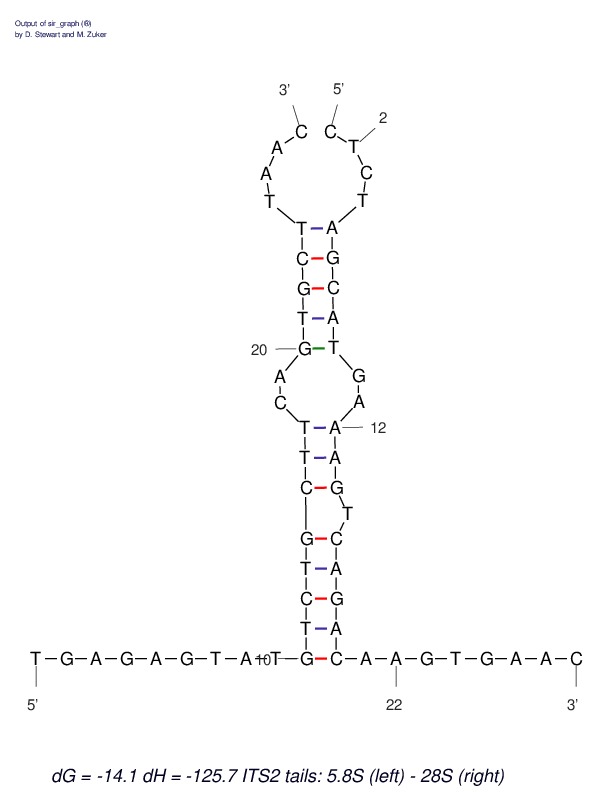 Output of sir_graph (®)
by D. Stewart and M. Zuker
3' 5'
2
C C
A T
A C
T T
T A
C G
G C
T A
20 G T
A G
C A
T A 12
T A
C G
T
G C
T A
C G
T A
T G A G A G T A 10 T G C A A G T G A A C
5' 22 3'
dG = -14.1 dH = -125.7 ITS2 tails: 5.8S (left) - 28S (right)